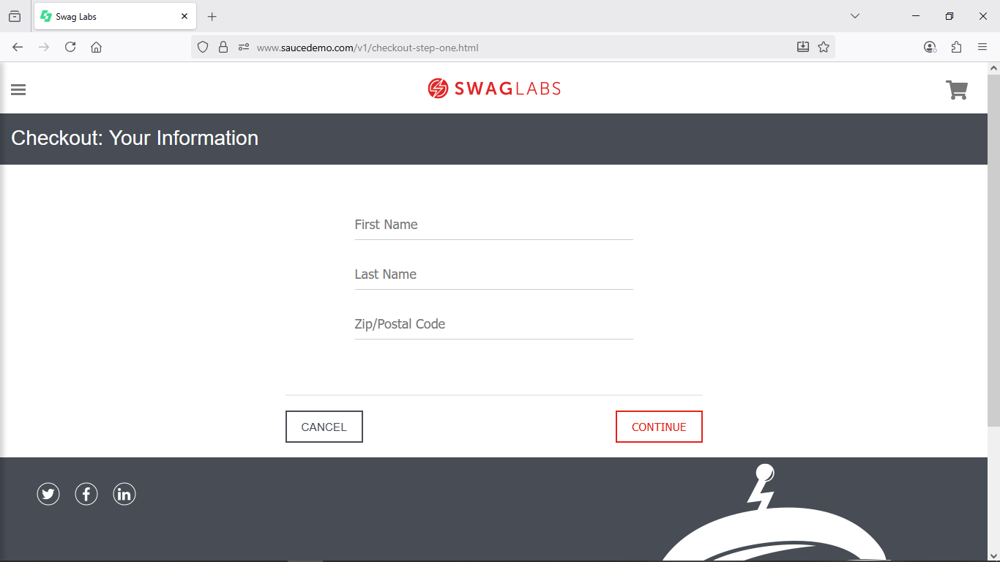 Swag Labs
www.saucedemo.com/v1/checkout-step-one.html
SWAGLABS
Checkout: Your Information
First Name
Last Name
Zip/Postal Code
CANCEL
CONTINUE